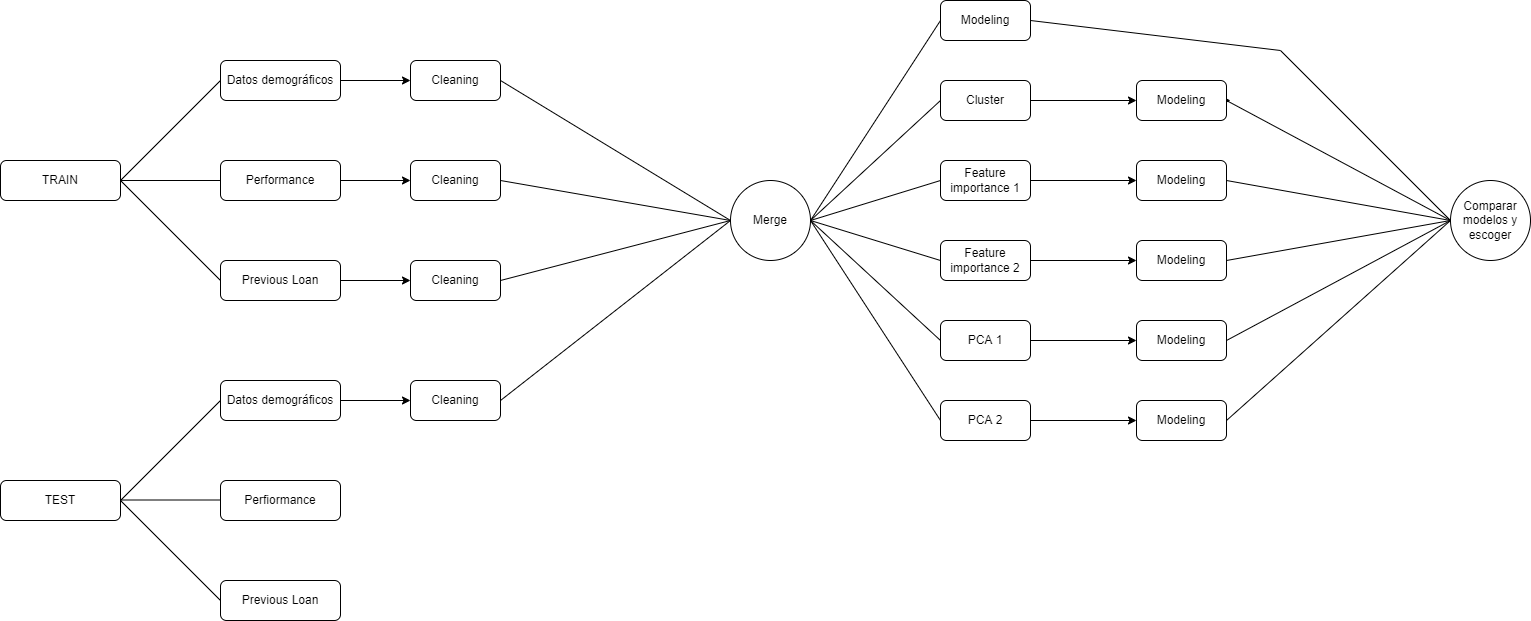 Modeling
Datos demográficos
Cleaning
Cluster
Modeling
TRAIN
Performance
Cleaning
Feature
importance 1
Modeling
Merge
Comparar
modelos y
escoger
Feature
importance 2
Modeling
Previous Loan
Cleaning
PCA 1
Modeling
Datos demográficos
Cleaning
PCA 2
Modeling
TEST
Perfiormance
Previous Loan